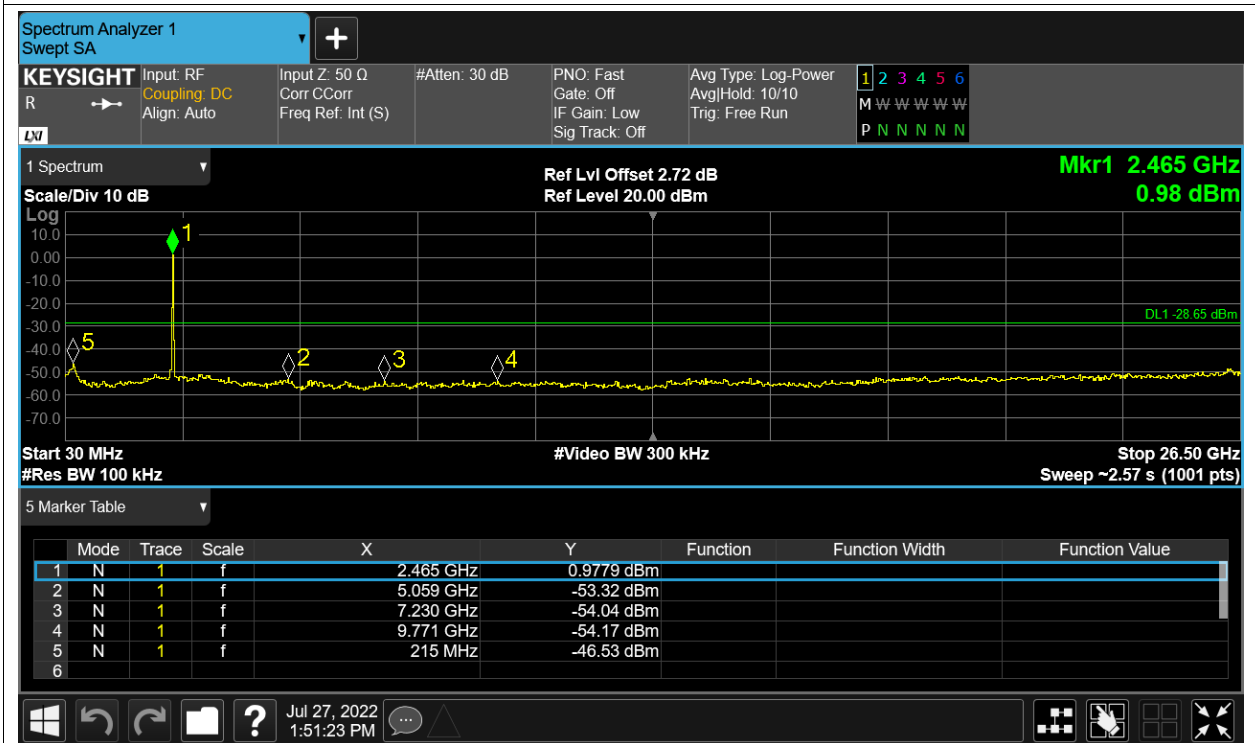 Spectrum Analyzer 1
Swept SA
KEYSIGHT
R
LXI
Input: RF
Coupling: DC
Align: Auto
Input Z: 50 Ω
Corr CCorr
Freq Ref: Int (S)
#Atten: 30 dB
PNO: Fast
Gate: Off
IF Gain: Low
Sig Track: Off
Avg Type: Log-Power
Avg|Hold: 10/10
Trig: Free Run
1 2 3 4 5 6
M W W W W W
P N N N N N
1 Spectrum
Scale/Div 10 dB
Ref Lvl Offset 2.72 dB
Ref Level 20.00 dBm
Mkr1 2.465 GHz
0.98 dBm
Log
10.0
0.00
-10.0
-20.0
-30.0
-40.0
-50.0
-60.0
-70.0
1
5
2
3
4
DL1 -28.65 dBm
Start 30 MHz
#Video BW 300 kHz
Stop 26.50 GHz
#Res BW 100 kHz
Sweep ~2.57 s (1001 pts)
5 Marker Table
Mode Trace Scale X Y Function Function Width Function Value
1 N 1 f 2.465 GHz 0.9779 dBm
2 N 1 f 5.059 GHz -53.32 dBm
3 N 1 f 7.230 GHz -54.04 dBm
4 N 1 f 9.771 GHz -54.17 dBm
5 N 1 f 215 MHz -46.53 dBm
6
?
Jul 27, 2022
1:51:23 PM